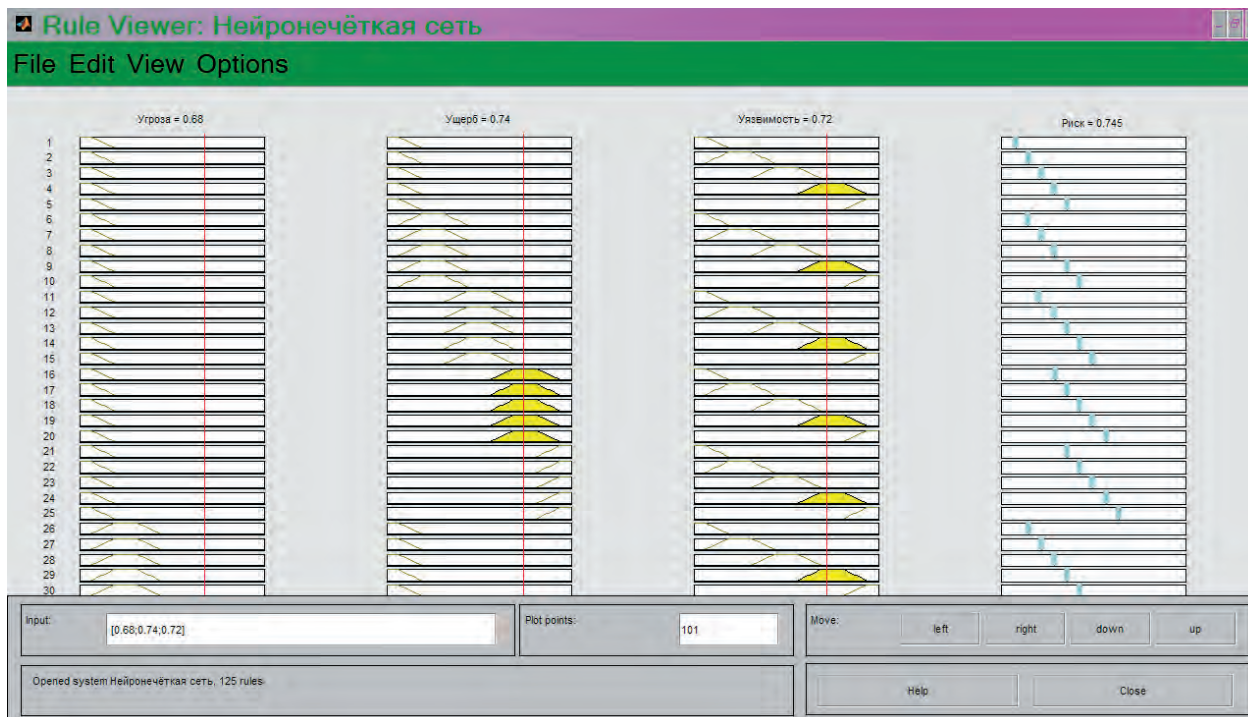 Rule Viewer: Нейронечёткая сеть
File Edit View Options
Угроза = 0.68
Ущерб = 0.74
Уязвимость = 0.72
Риск = 0.745
1
2
3
4
5
6
7
8
9
10
11
12
13
14
15
16
17
18
19
20
21
22
23
24
25
26
27
28
29
30
Input:
[0.68;0.74;0.72]
Plot points:
101
Move:
left
right
down
up
Opened system Нейронечёткая сеть, 125 rules
Help
Close